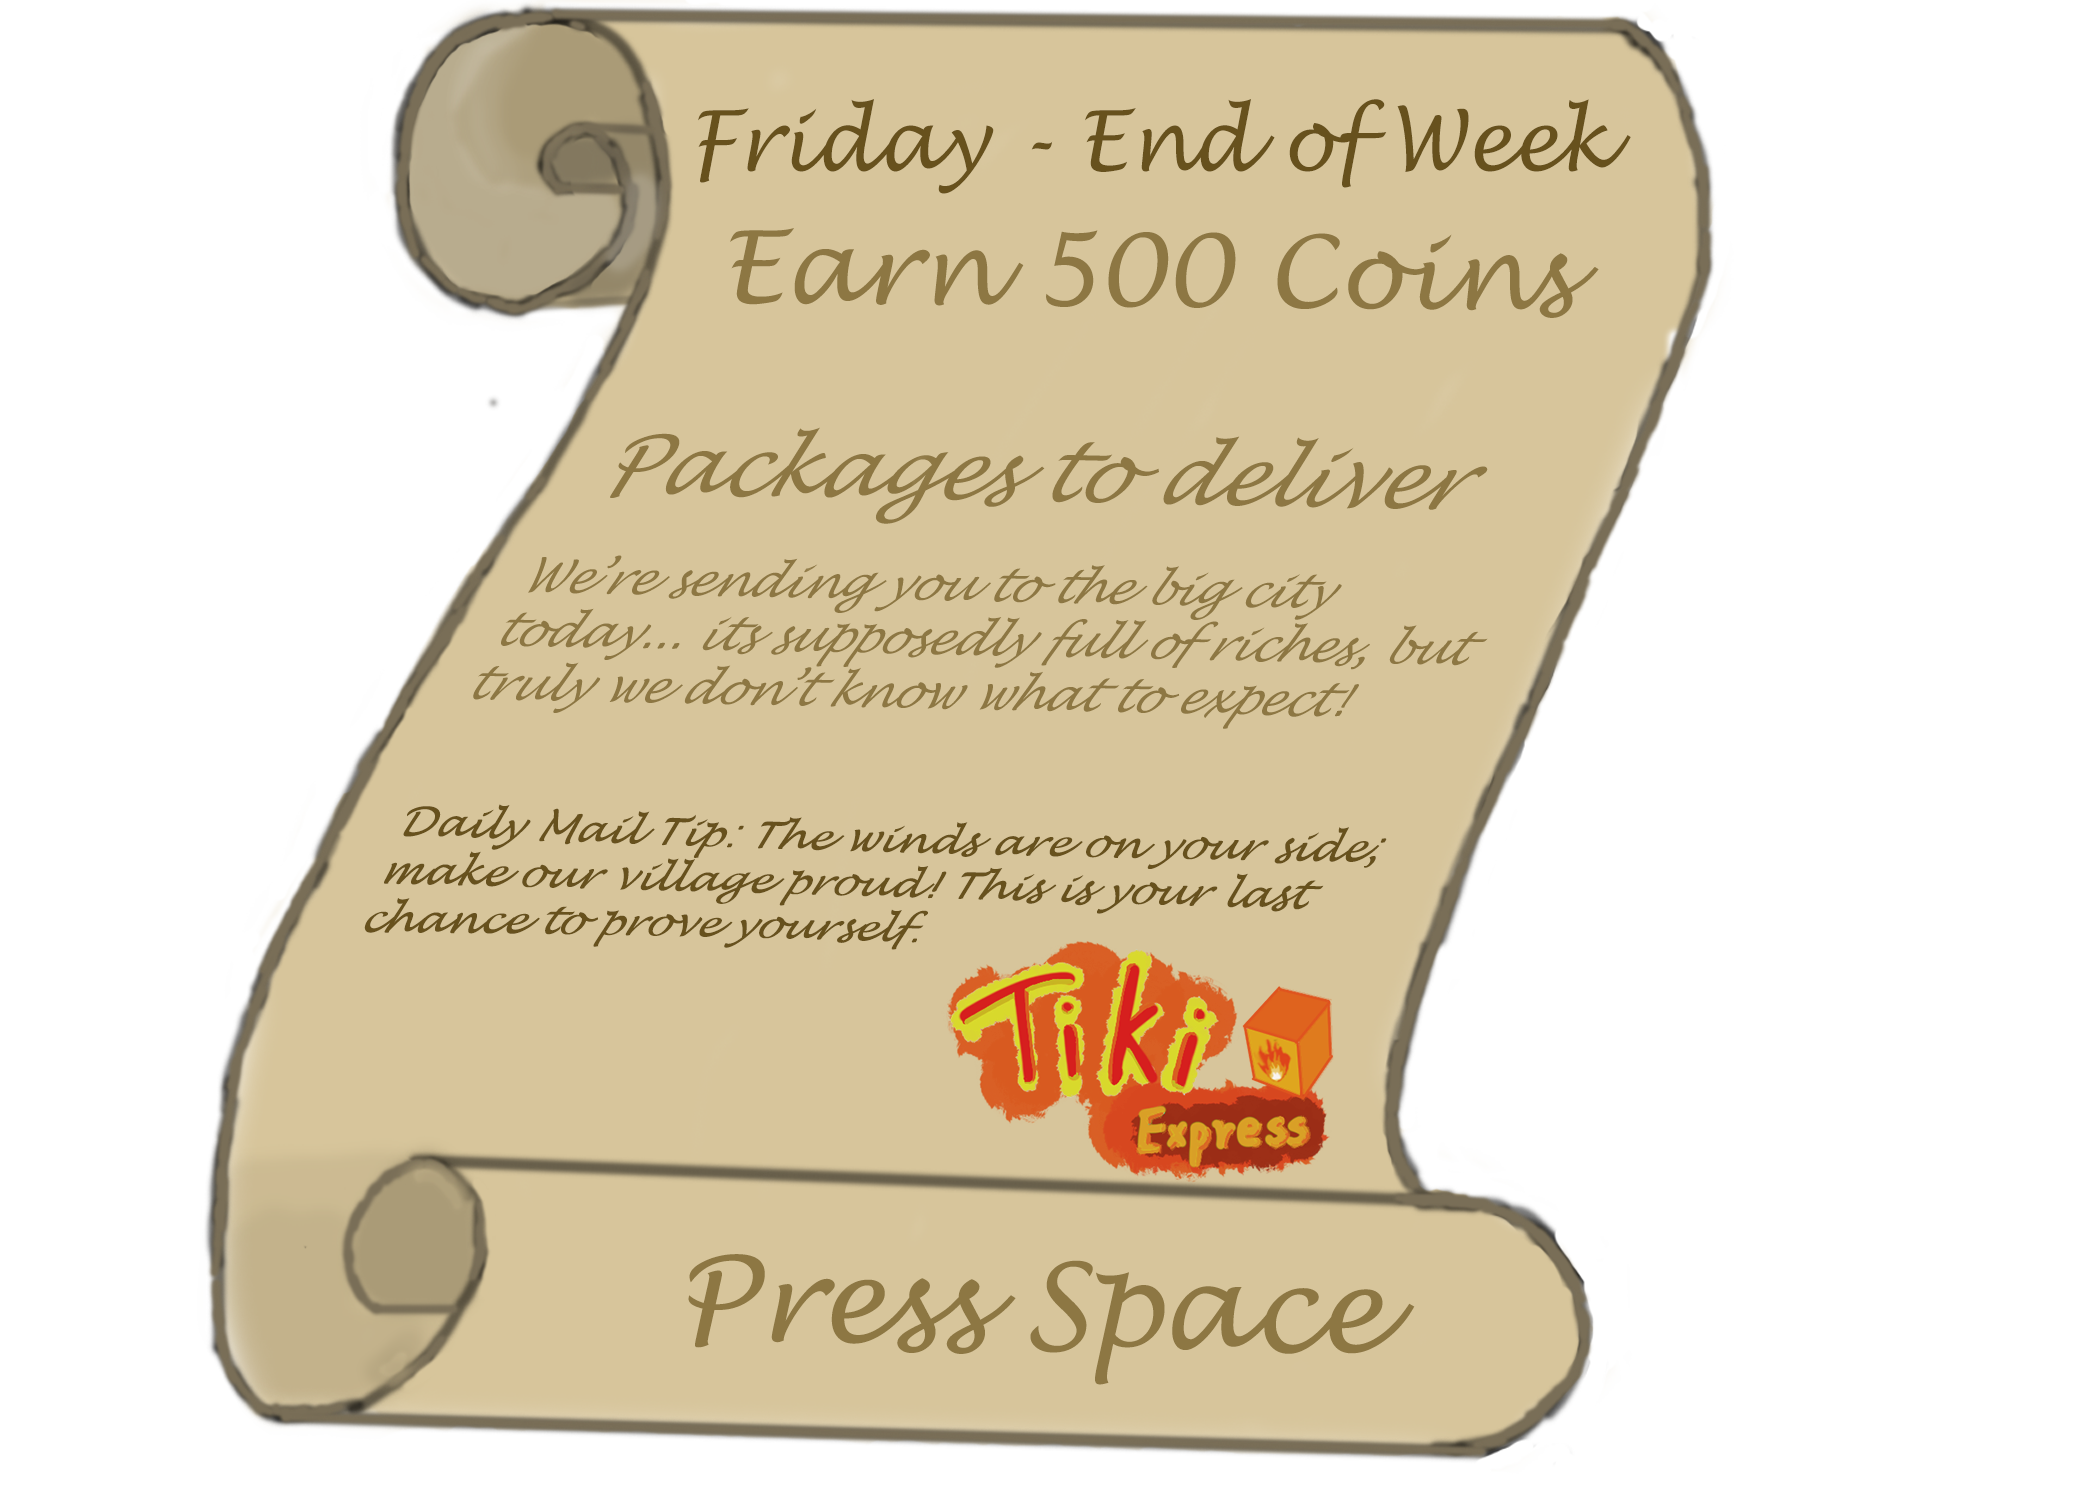 Friday - End of Week
Earn 500 Coins
Packages to deliver
We're sending you to the big city
today... its supposedly full of riches, but
truly we don't know what to expect!
Daily Mail Tip: The winds are on your side;
make our village proud! This is your last
chance to prove yourself.
Tiki
Express
Press Space